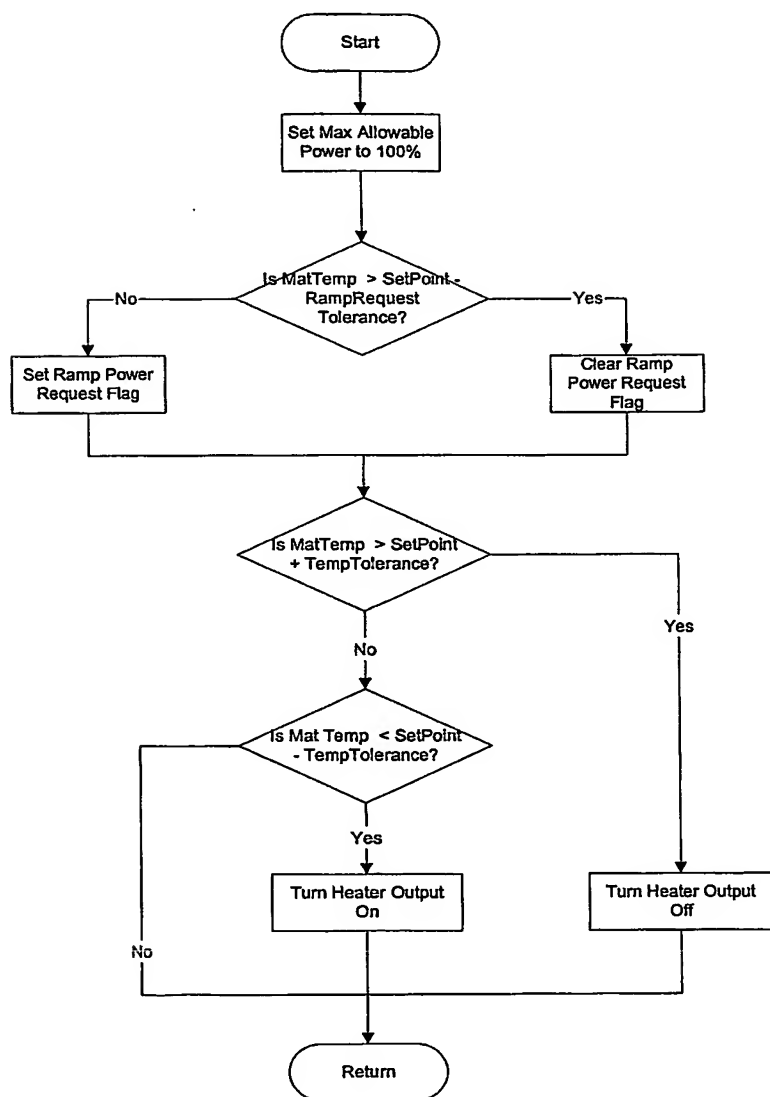 Start
Set Max Allowable
Power to 100%
Is MatTemp > SetPoint -
RampRequest
Tolerance?
No
Yes
Set Ramp Power
Request Flag
Clear Ramp
Power Request
Flag
Is MatTemp > SetPoint
+ TempTolerance?
Yes
No
Is Mat Temp < SetPoint
- TempTolerance?
Yes
Turn Heater Output
On
Turn Heater Output
Off
No
Return